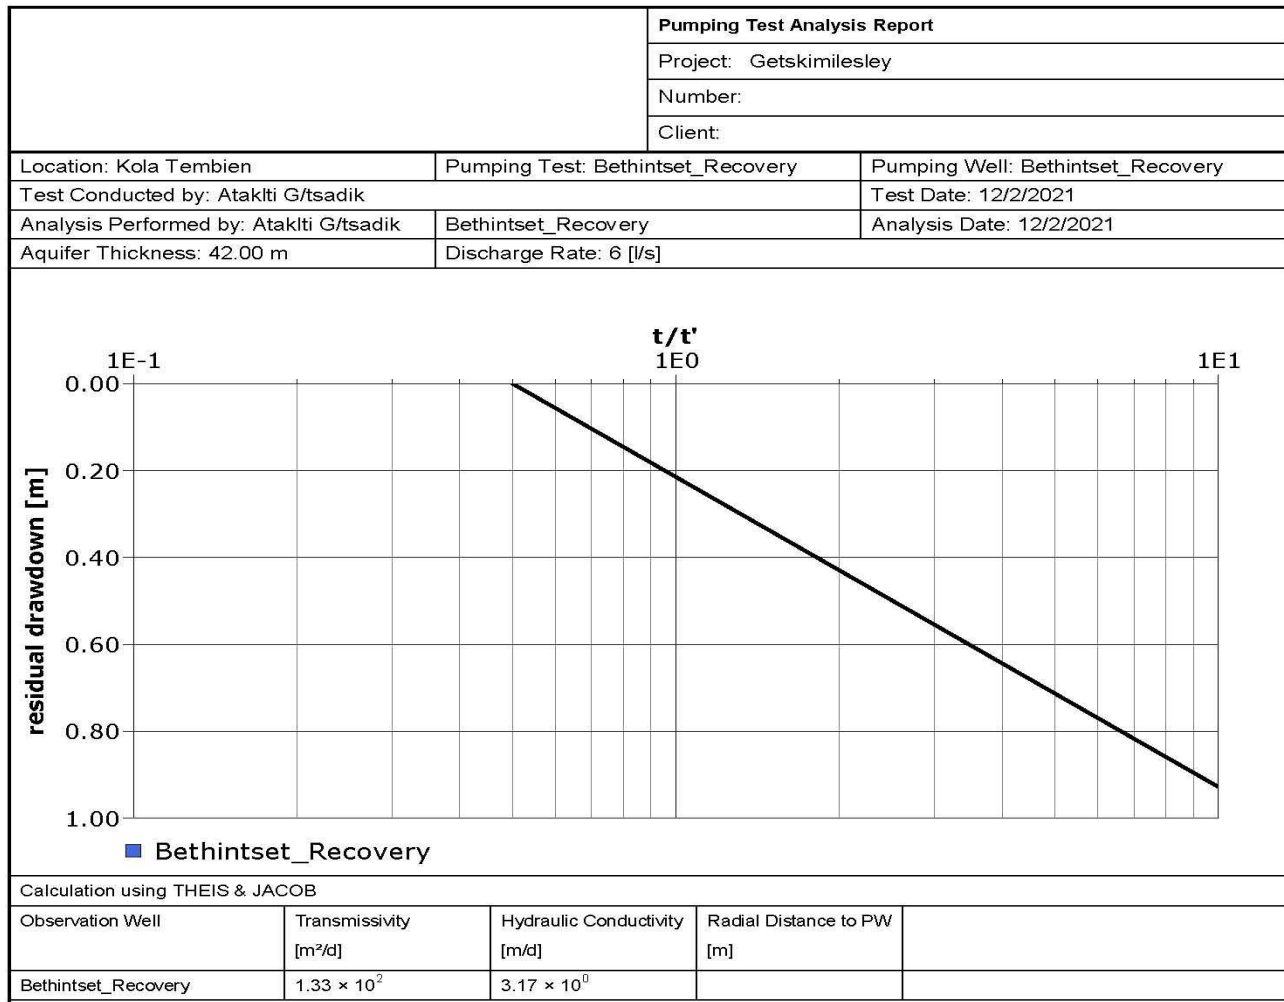 Pumping Test Analysis Report
Project: Getskimilesley
Number:
Client:
Location: Kola Tembien Pumping Test: Bethintset_Recovery Pumping Well: Bethintset_Recovery
Test Conducted by: Ataklti G/tsadik Test Date: 12/2/2021
Analysis Performed by: Ataklti G/tsadik Bethintset_Recovery Analysis Date: 12/2/2021
Aquifer Thickness: 42.00 m Discharge Rate: 6 [l/s]
t/t'
1E-1 1E0 1E1
0.00
0.20
0.40
0.60
0.80
1.00
residual drawdown [m]
Bethintset_Recovery
Calculation using THEIS & JACOB
Observation Well Transmissivity Hydraulic Conductivity Radial Distance to PW
[m²/d] [m/d] [m]
Bethintset_Recovery 1.33 × 10² 3.17 × 10⁰